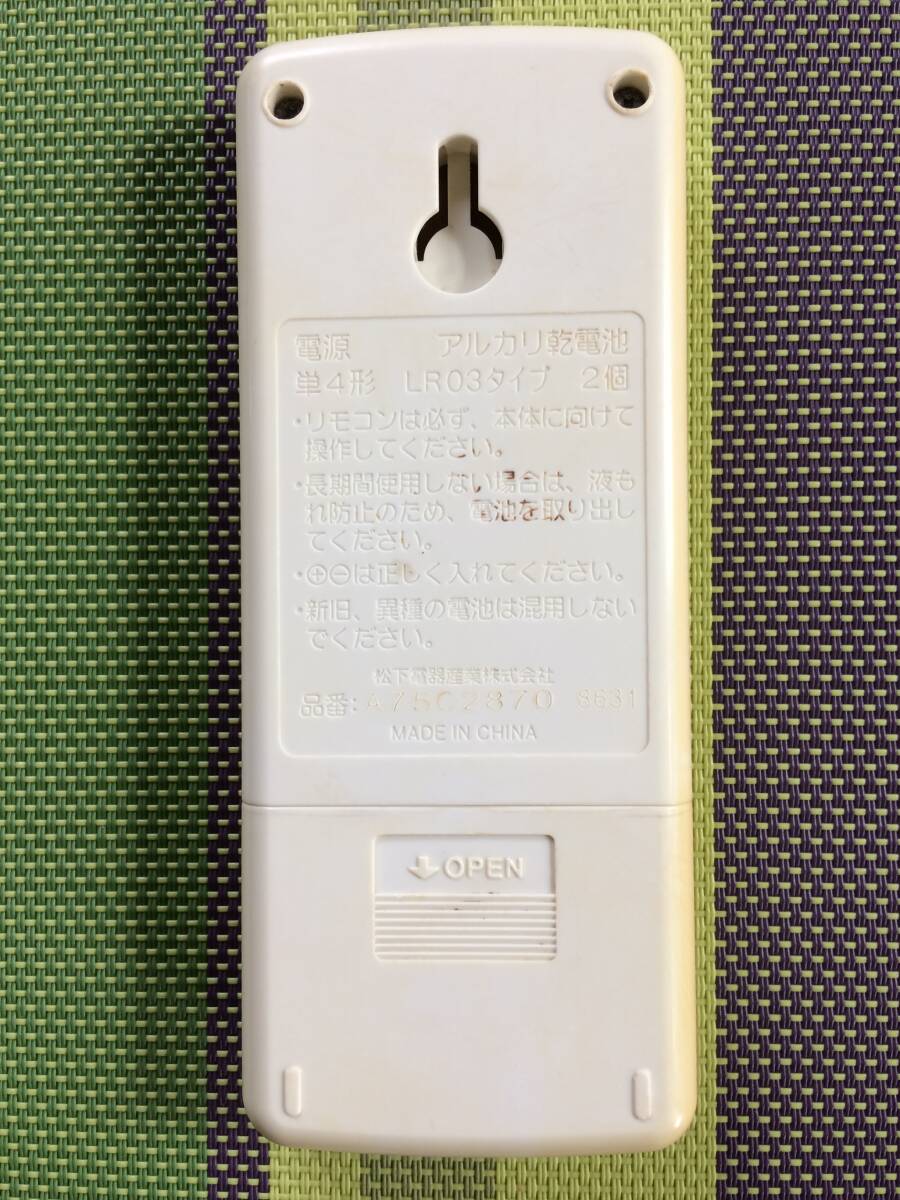 電源 アルカリ乾電池
単4形 LR03タイプ 2個
・リモコンは必ず、本体に向けて
操作してください。
・長期間使用しない場合は、液も
れ防止のため、電池を取り出し
てください。
・⊕⊖は正しく入れてください。
・新旧、異種の電池は混用しない
でください。
松下電器産業株式会社
品番: A75C2870 8631
MADE IN CHINA
OPEN